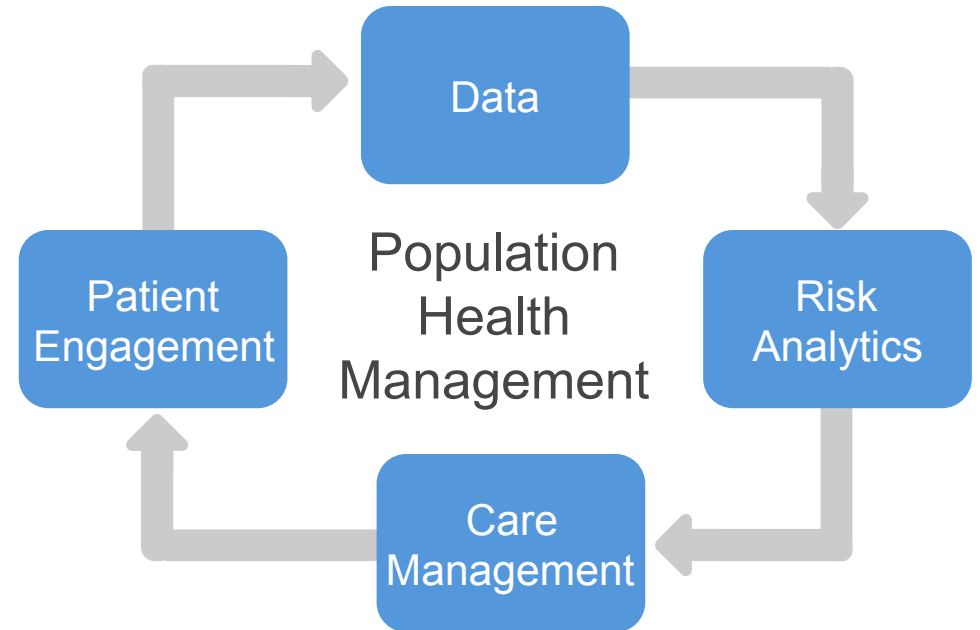 Data
Population
Health
Management
Patient
Engagement
Risk
Analytics
Care
Management